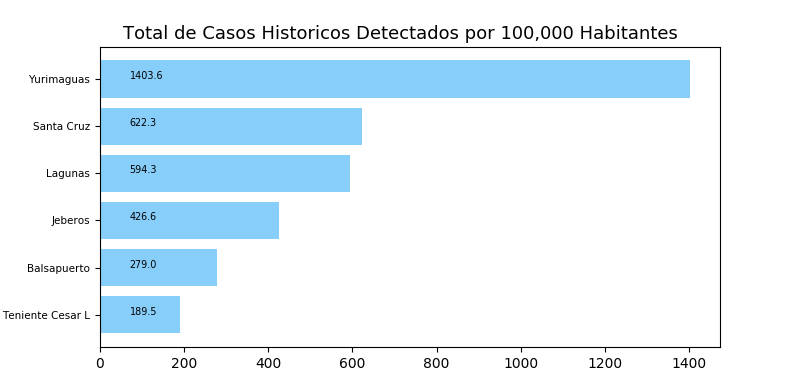 Total de Casos Historicos Detectados por 100,000 Habitantes
Yurimaguas 1403.6
Santa Cruz 622.3
Lagunas 594.3
Jeberos 426.6
Balsapuerto 279.0
Teniente Cesar L 189.5
0 200 400 600 800 1000 1200 1400